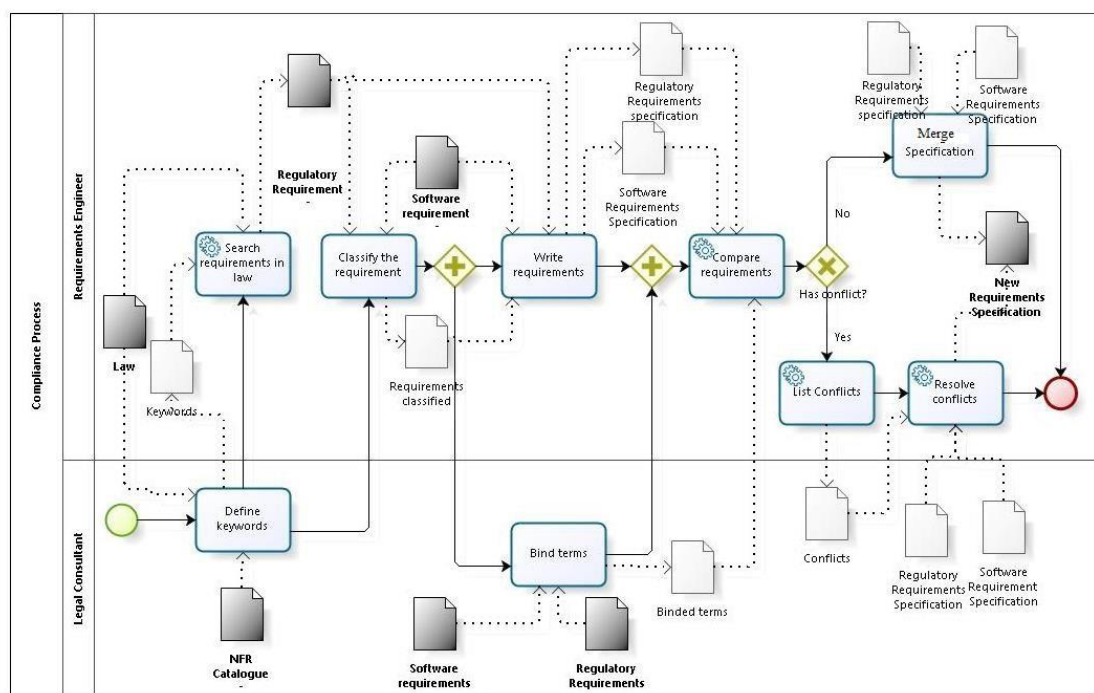 Compliance Process
Requirements Engineer
Legal Consultant
Regulatory
Requirement
Law
Keywords
Search
requirements in
law
Classify the
requirement
Software
requirement
Requirements
classified
Write
requirements
Regulatory
Requirements
specification
Software
Requirements
Specification
Compare
requirements
Has conflict?
No
Yes
Regulatory
Requirements
specification
Software
Requirements
Specification
Merge
Specification
New
Requirements
Specification
List Conflicts
Resolve
conflicts
Define
keywords
NFR
Catalogue
Bind terms
Software
requirements
Regulatory
Requirements
Binded terms
Conflicts
Regulatory
Requirements
Specification
Software
Requirement
Specification